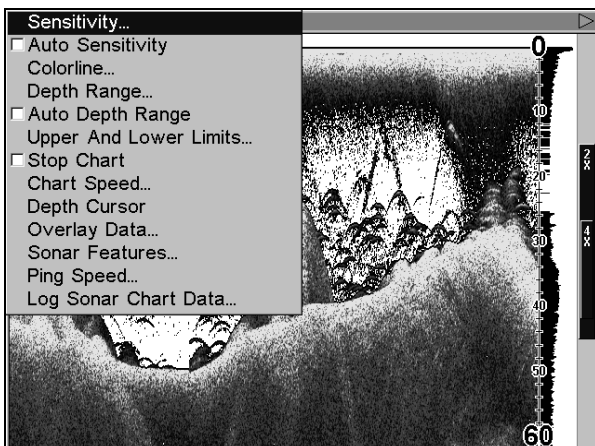 Sensitivity...
Auto Sensitivity
Colorline...
Depth Range...
Auto Depth Range
Upper And Lower Limits...
Stop Chart
Chart Speed...
Depth Cursor
Overlay Data...
Sonar Features...
Ping Speed...
Log Sonar Chart Data...
0
10
20
30
40
50
60
2X
4X